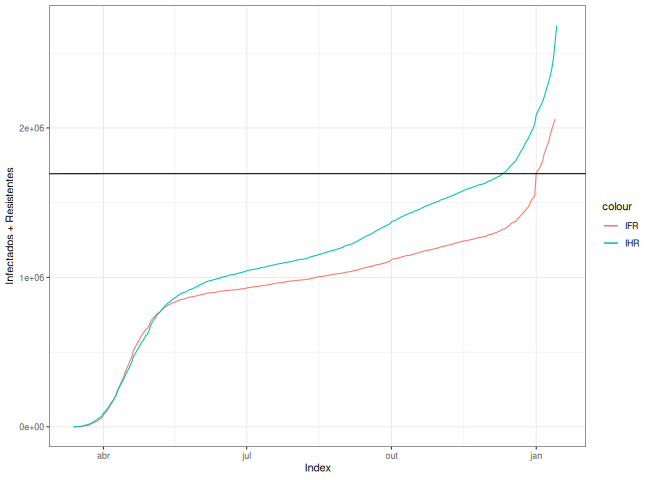 Infectados + Resistentes
2e+06
1e+06
0e+00
abr
jul
out
jan
Index
colour
IFR
IHR